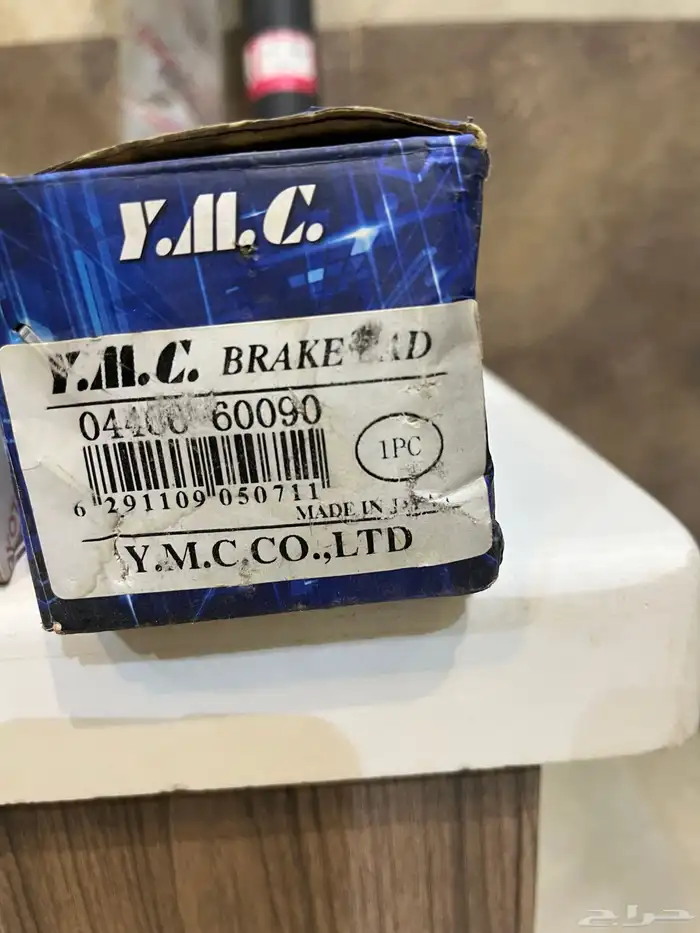 Y.M.C.
Y.M.C. BRAKE
60090
1PC
6 291109 050711
MADE IN
Y.M.C CO.,LTD
حراج